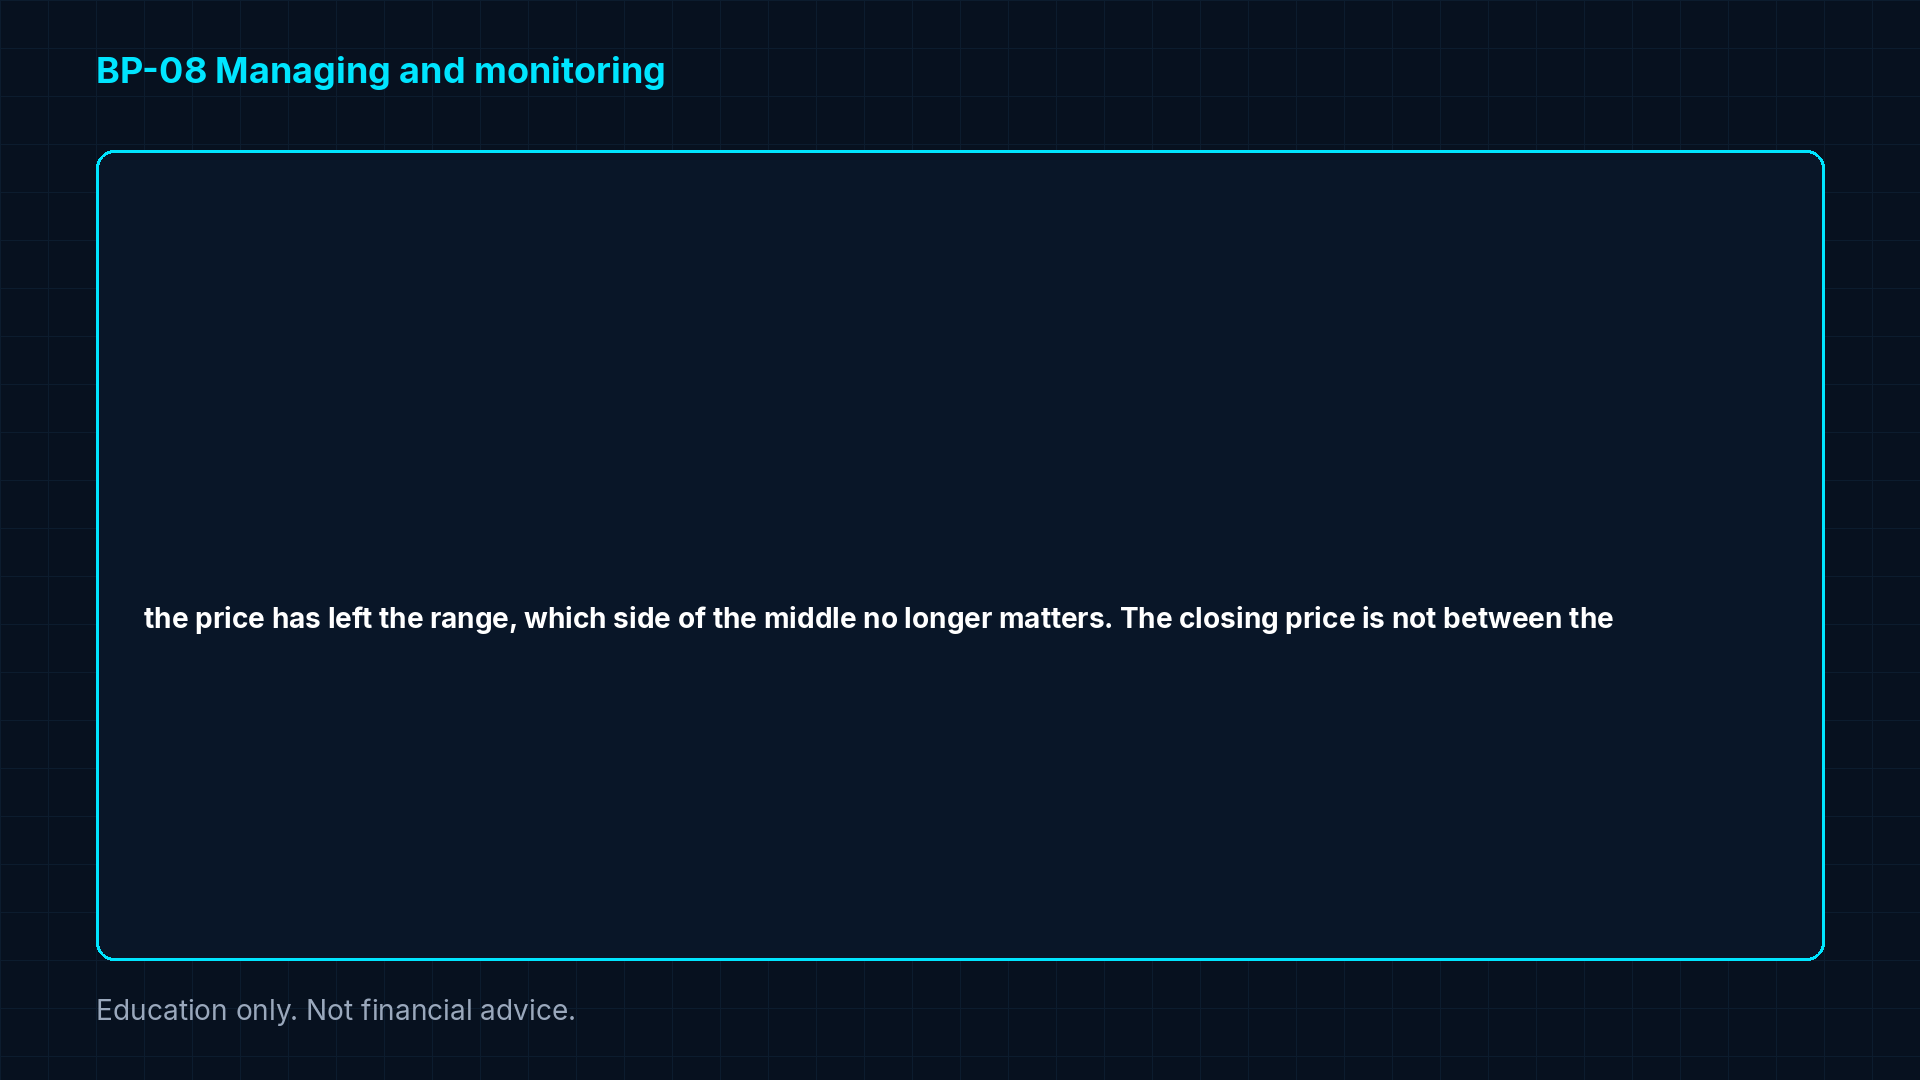 BP-08 Managing and monitoring
the price has left the range, which side of the middle no longer matters. The closing price is not between the
Education only. Not financial advice.